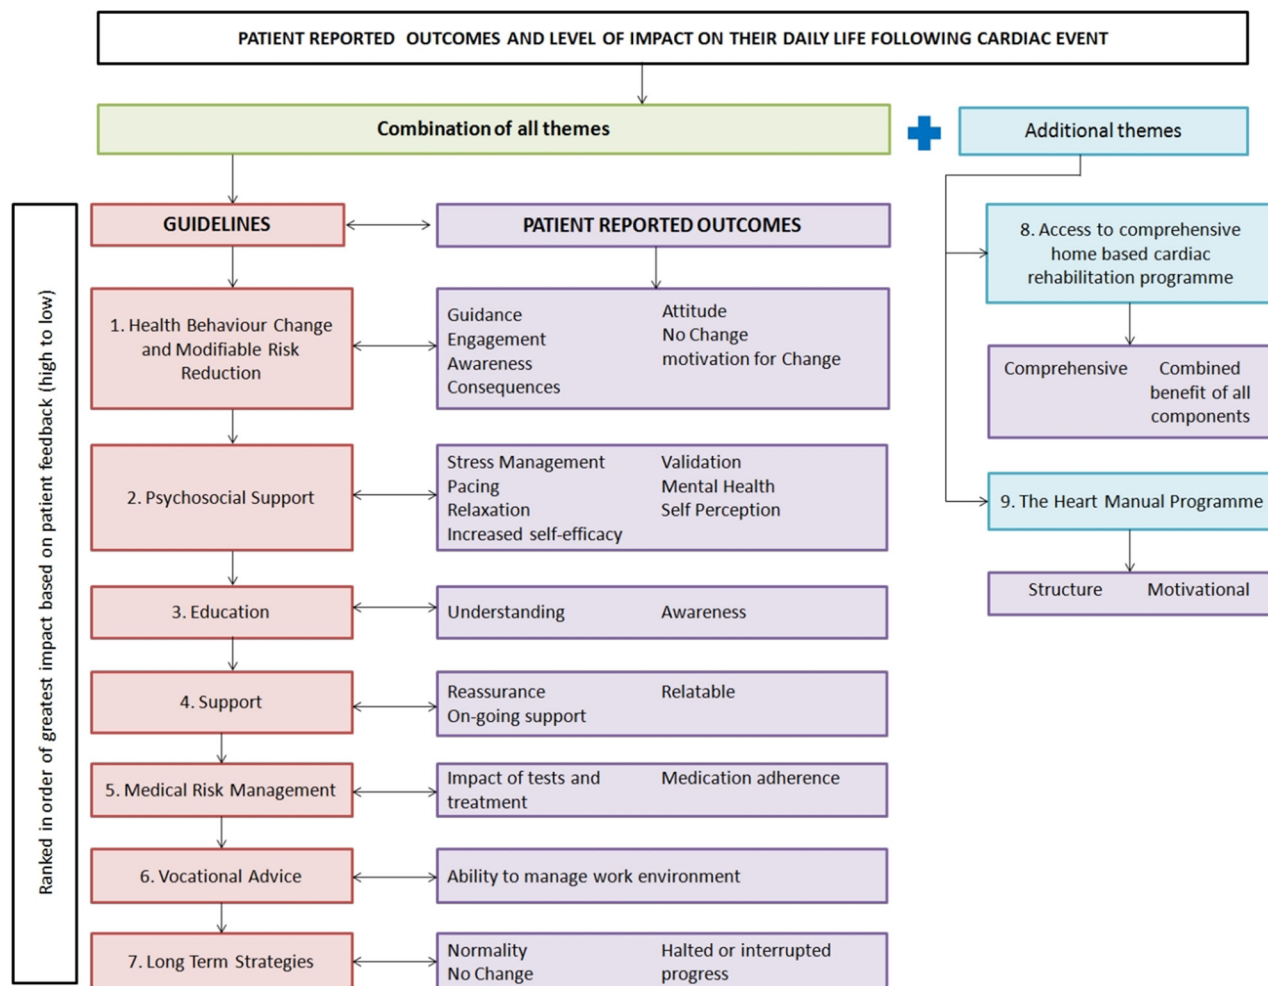 PATIENT REPORTED OUTCOMES AND LEVEL OF IMPACT ON THEIR DAILY LIFE FOLLOWING CARDIAC EVENT
Combination of all themes
Additional themes
Ranked in order of greatest impact based on patient feedback (high to low)
GUIDELINES
PATIENT REPORTED OUTCOMES
1. Health Behaviour Change
and Modifiable Risk
Reduction
Guidance
Engagement
Awareness
Consequences
Attitude
No Change
motivation for Change
2. Psychosocial Support
Stress Management
Pacing
Relaxation
Increased self-efficacy
Validation
Mental Health
Self Perception
3. Education
Understanding
Awareness
4. Support
Reassurance
On-going support
Relatable
5. Medical Risk Management
Impact of tests and
treatment
Medication adherence
6. Vocational Advice
Ability to manage work environment
7. Long Term Strategies
Normality
No Change
Halted or interrupted
progress
8. Access to comprehensive
home based cardiac
rehabilitation programme
Comprehensive
Combined
benefit of all
components
9. The Heart Manual Programme
Structure
Motivational